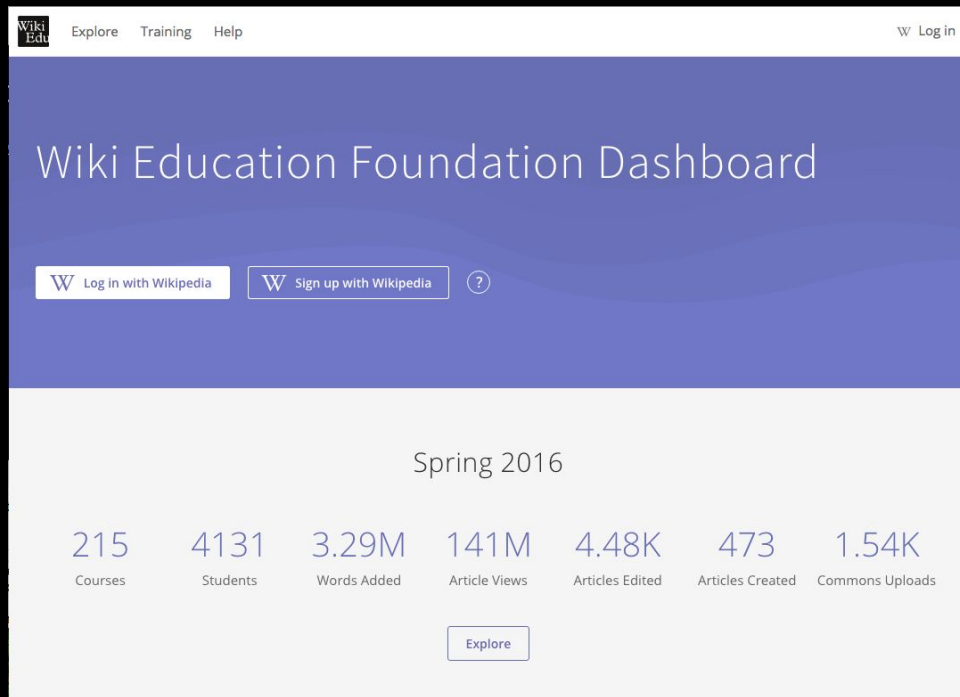 Wiki
Edu
Explore Training Help
W Log in
Wiki Education Foundation Dashboard
W Log in with Wikipedia
W Sign up with Wikipedia
?
Spring 2016
215 4131 3.29M 141M 4.48K 473 1.54K
Courses Students Words Added Article Views Articles Edited Articles Created Commons Uploads
Explore